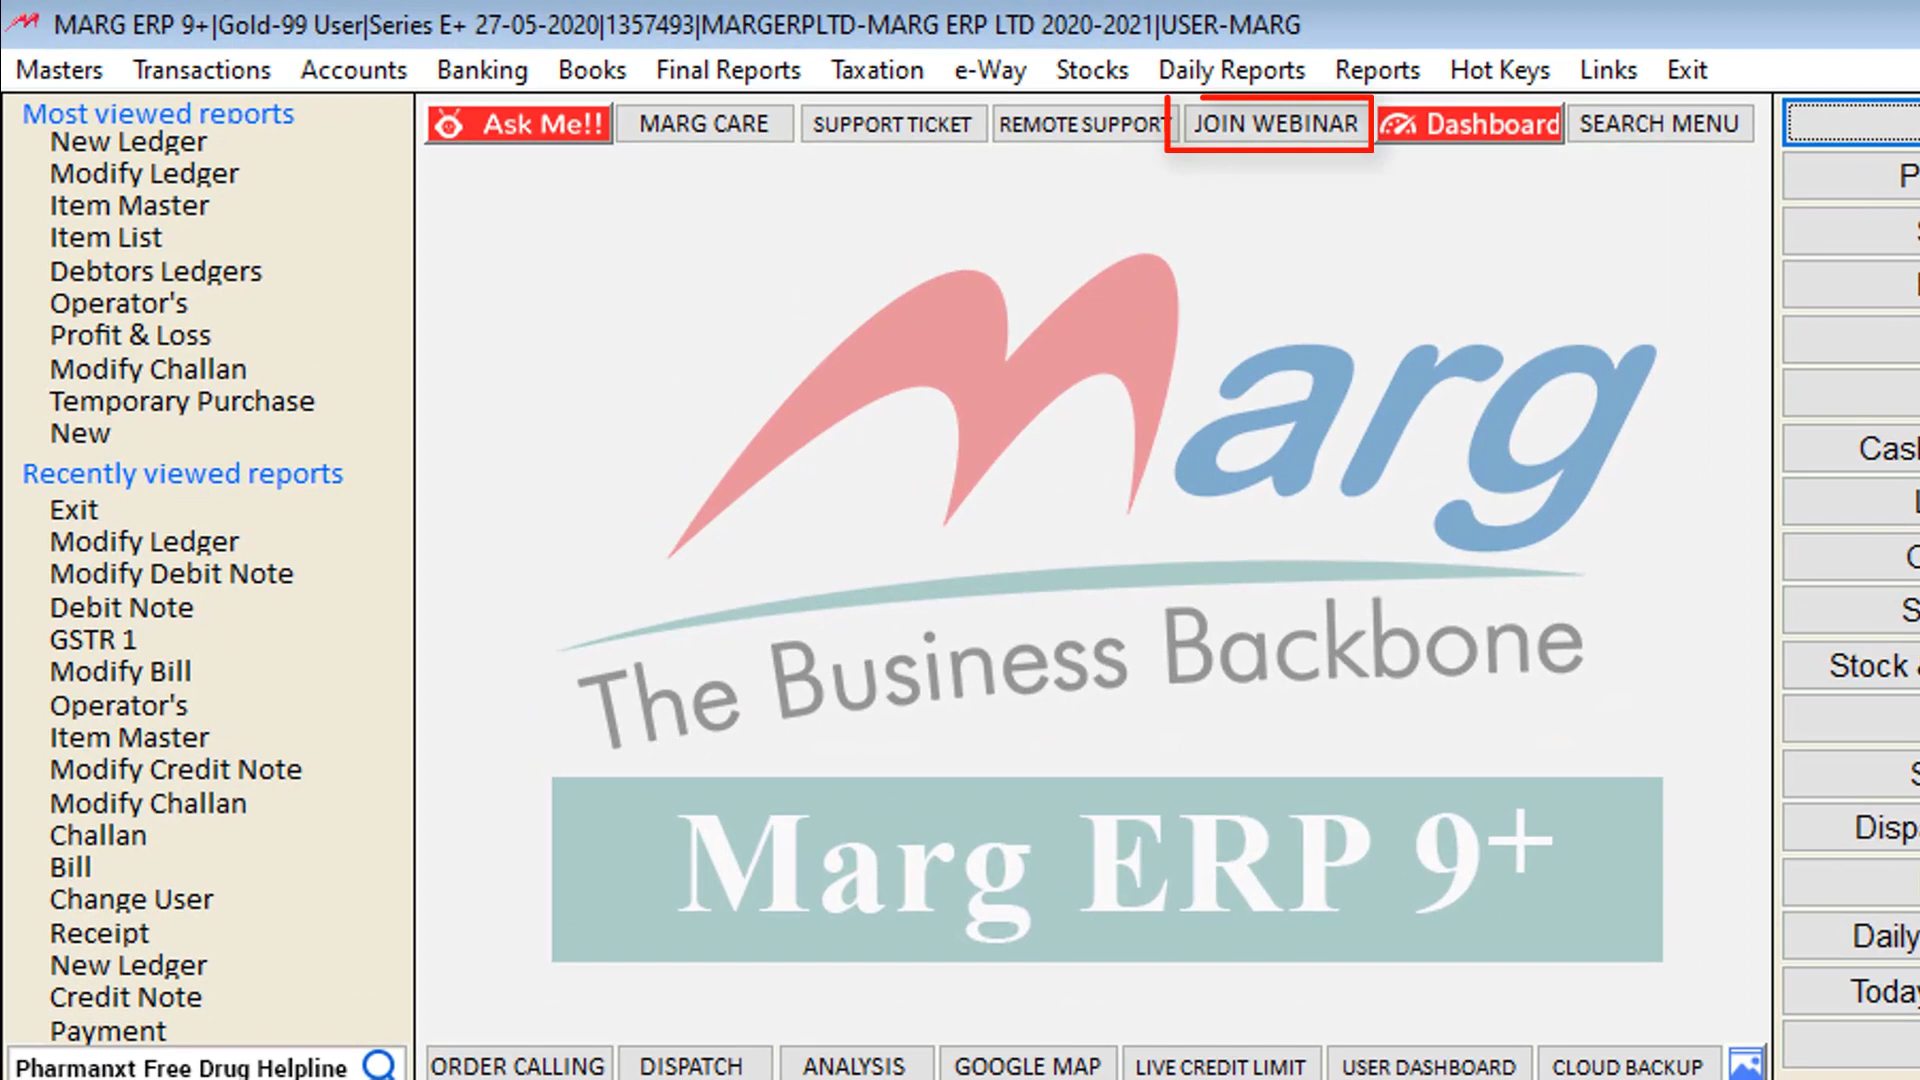 MARG ERP 9+|Gold-99 User|Series E+ 27-05-2020|1357493|MARGERPLTD-MARG ERP LTD 2020-2021|USER-MARG
Masters Transactions Accounts Banking Books Final Reports Taxation e-Way Stocks Daily Reports Reports Hot Keys Links Exit
Ask Me!! MARG CARE SUPPORT TICKET REMOTE SUPPORT JOIN WEBINAR Dashboard SEARCH MENU
Most viewed reports
New Ledger
Modify Ledger
Item Master
Item List
Debtors Ledgers
Operator's
Profit & Loss
Modify Challan
Temporary Purchase
New
Recently viewed reports
Exit
Modify Ledger
Modify Debit Note
Debit Note
GSTR 1
Modify Bill
Operator's
Item Master
Modify Credit Note
Modify Challan
Challan
Bill
Change User
Receipt
New Ledger
Credit Note
Payment
Pharmanxt Free Drug Helpline
Marg
The Business Backbone
Marg ERP 9+
Stock
Daily
ORDER CALLING DISPATCH ANALYSIS GOOGLE MAP LIVE CREDIT LIMIT USER DASHBOARD CLOUD BACKUP